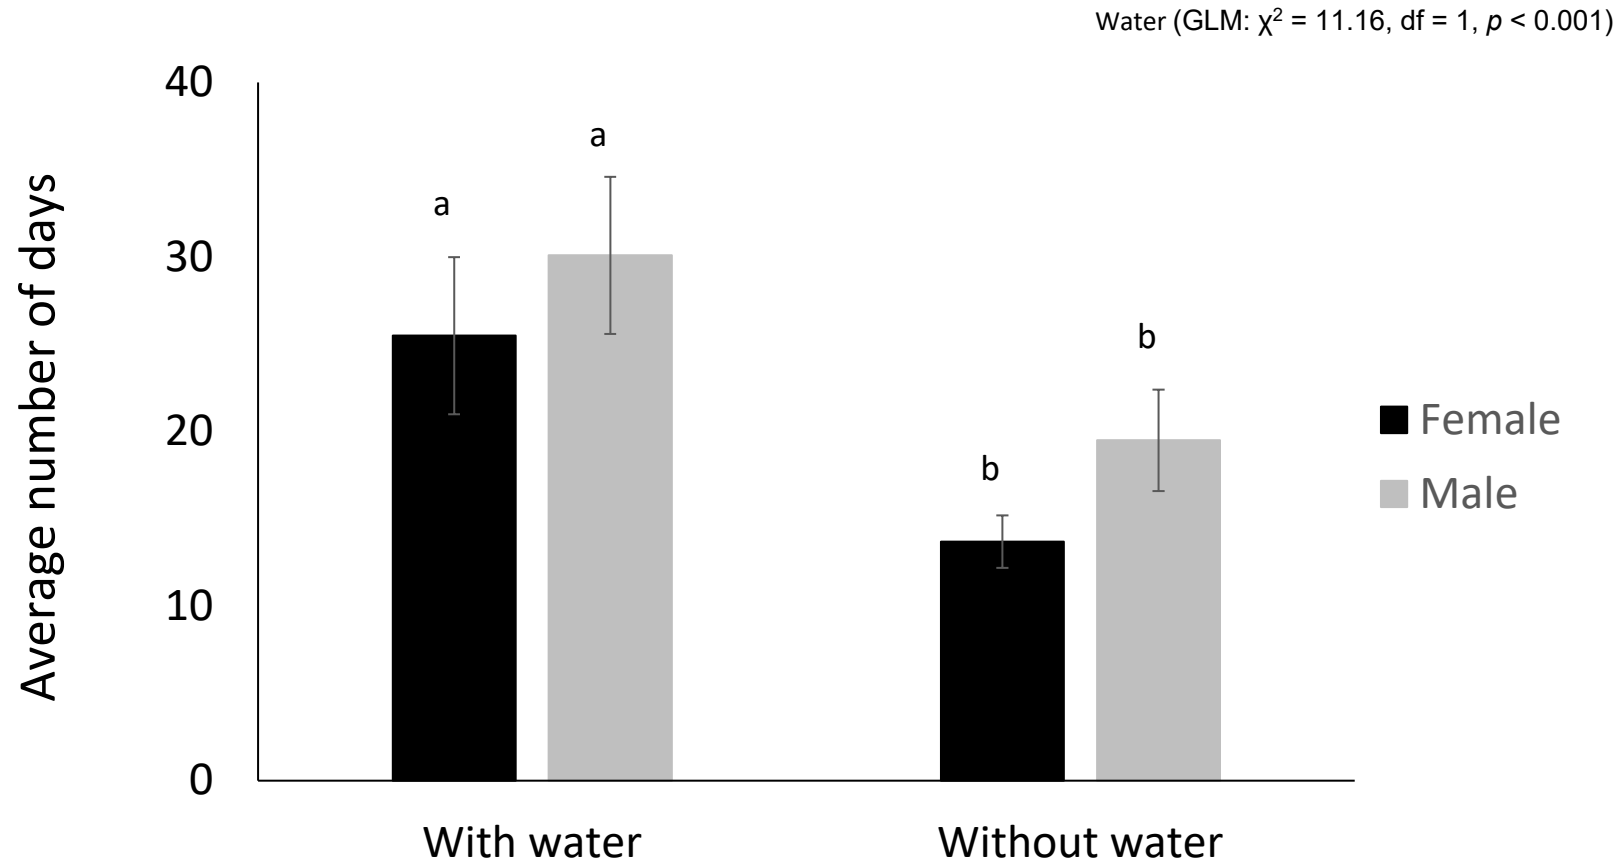 Water (GLM: χ² = 11.16, df = 1, p < 0.001)
40
30
20
10
0
Average number of days
a
a
b
b
With water
Without water
Female
Male